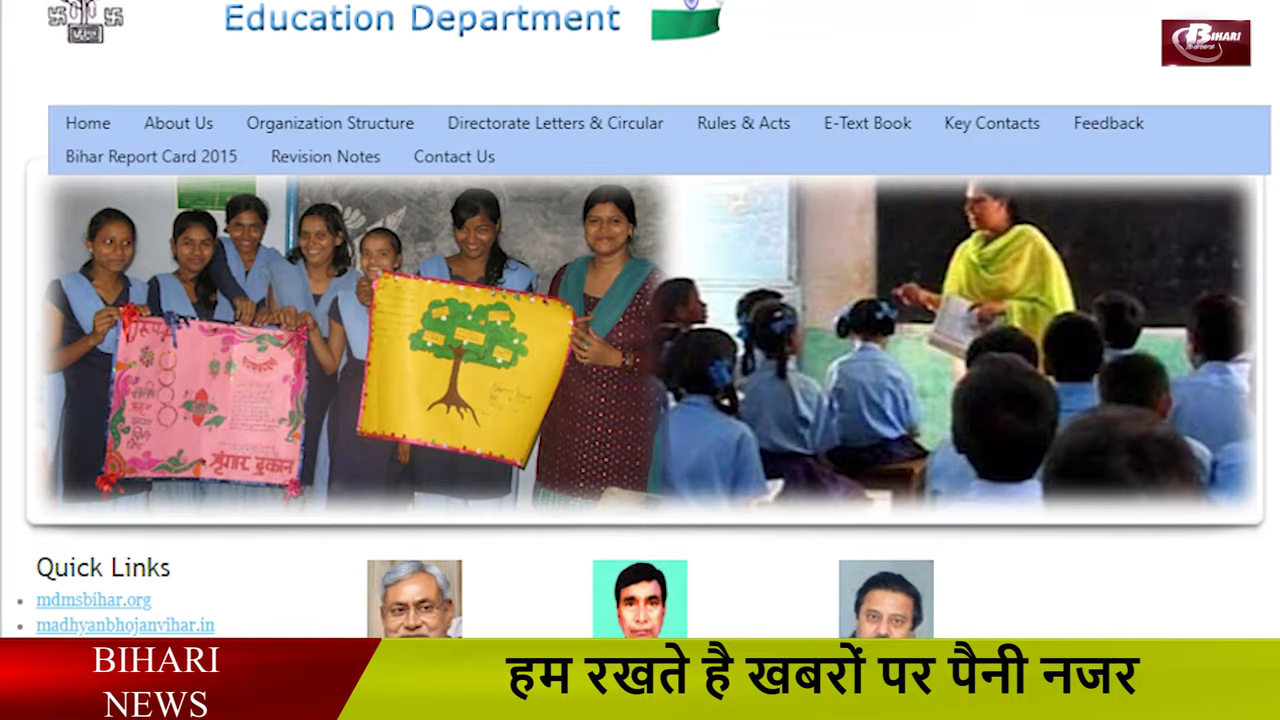 Education Department
BIHARI
Home About Us Organization Structure Directorate Letters & Circular Rules & Acts E-Text Book Key Contacts Feedback
Bihar Report Card 2015 Revision Notes Contact Us
शृंगार दुकान
Quick Links
mdmsbihar.org
madhyanbhojanvihar.in
BIHARI
NEWS
हम रखते है खबरों पर पैनी नजर